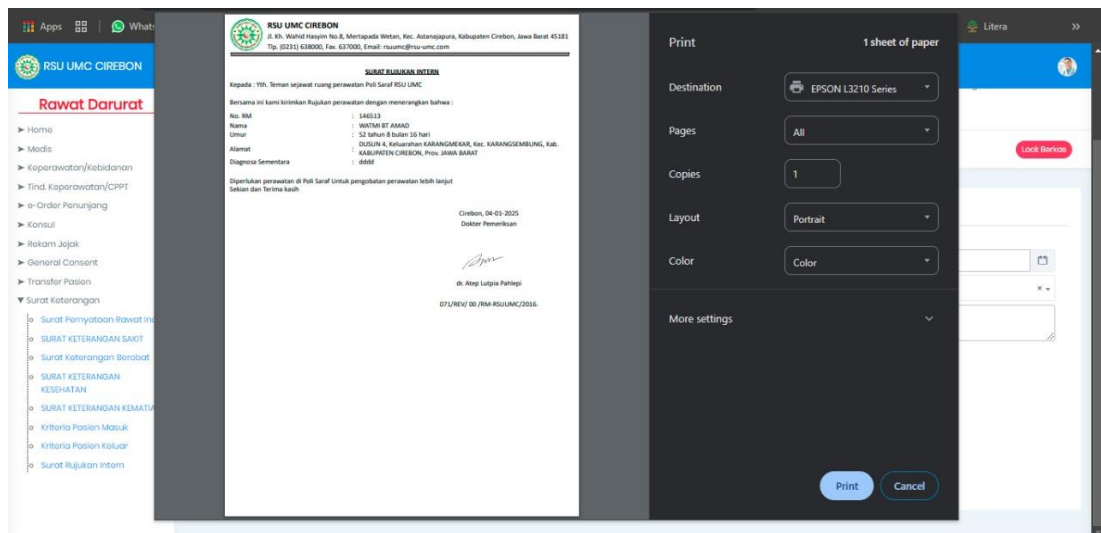 Apps
Whats
Litera
»
RSU UMC CIREBON
Rawat Darurat
Home
Medis
Keperawatan/Kebidanan
Tind. Keperawatan/CPPT
e-Order Penunjang
Konsul
Rekam Jejak
General Consent
Transfer Pasien
Surat Keterangan
Surat Pernyataan Rawat In
SURAT KETERANGAN SAKIT
Surat Keterangan Berobat
SURAT KETERANGAN
KESEHATAN
SURAT KETERANGAN KEMATIA
Kriteria Pasien Masuk
Kriteria Pasien Keluar
Surat Rujukan Intern
RSU UMC CIREBON
Jl. Kh. Wahid Hasyim No.8, Mertapada Wetan, Kec. Astanajapura, Kabupaten Cirebon, Jawa Barat 45181
Tlp. (0231) 638000, Fax. 637000, Email: rsuumc@rsu-umc.com
SURAT RUJUKAN INTERN
Kepada : Yth. Teman sejawat ruang perawatan Poli Saraf RSU UMC
Bersama ini kami kirimkan Rujukan perawatan dengan menerangkan bahwa :
No. RM : 146513
Nama : WATMI BT AMAD
Umur : 52 tahun 8 bulan 16 hari
Alamat : DUSUN 4, Keluarahan KARANGMEKAR, Kec. KARANGSEMBUNG, Kab.
KABUPATEN CIREBON, Prov. JAWA BARAT
Diagnosa Sementara : dddd
Diperlukan perawatan di Poli Saraf Untuk pengobatan perawatan lebih lanjut
Sekian dan Terima kasih
Cirebon, 04-01-2025
Dokter Pemeriksan
dr. Atep Lutpia Pahlepi
071/REV/ 00 /RM-RSUUMC/2016.
Print
1 sheet of paper
Destination
EPSON L3210 Series
Pages
All
Copies
1
Layout
Portrait
Color
Color
More settings
Print
Cancel
Lock Berkas